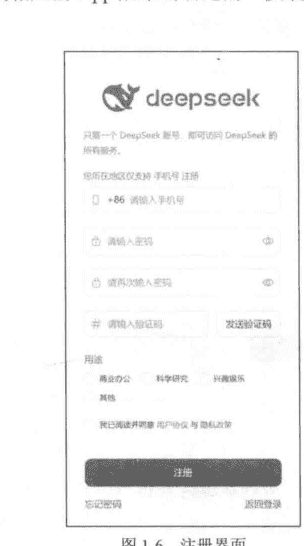 deepseek
只需一个 DeepSeek 账号，即可访问 DeepSeek 的
所有服务。
您所在地区仅支持 手机号 注册
+86 请输入手机号
请输入密码
请再次输入密码
# 请输入验证码 发送验证码
用途
商业办公 科学研究 兴趣娱乐
其他
我已阅读并同意 用户协议 与 隐私政策
注册
忘记密码 返回登录
图 1.6 注册界面